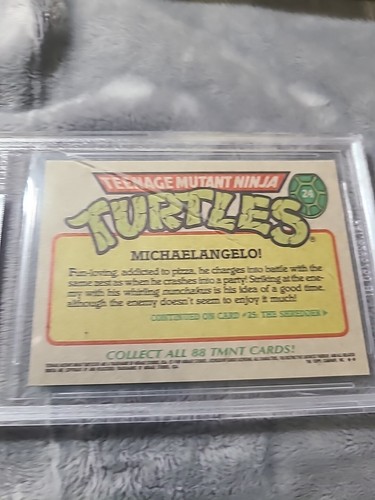 TEENAGE MUTANT NINJA
24
TURTLES®
MICHAELANGELO!
Fun-loving, addicted to pizza, he charges into battle with the
same zest as when he crashes into a party! Striking at the ene-
my with his whirling nunchakus is his idea of a good time,
although the enemy doesn't seem to enjoy it much!
CONTINUED ON CARD #25: THE SHREDDER
COLLECT ALL 88 TMNT CARDS!